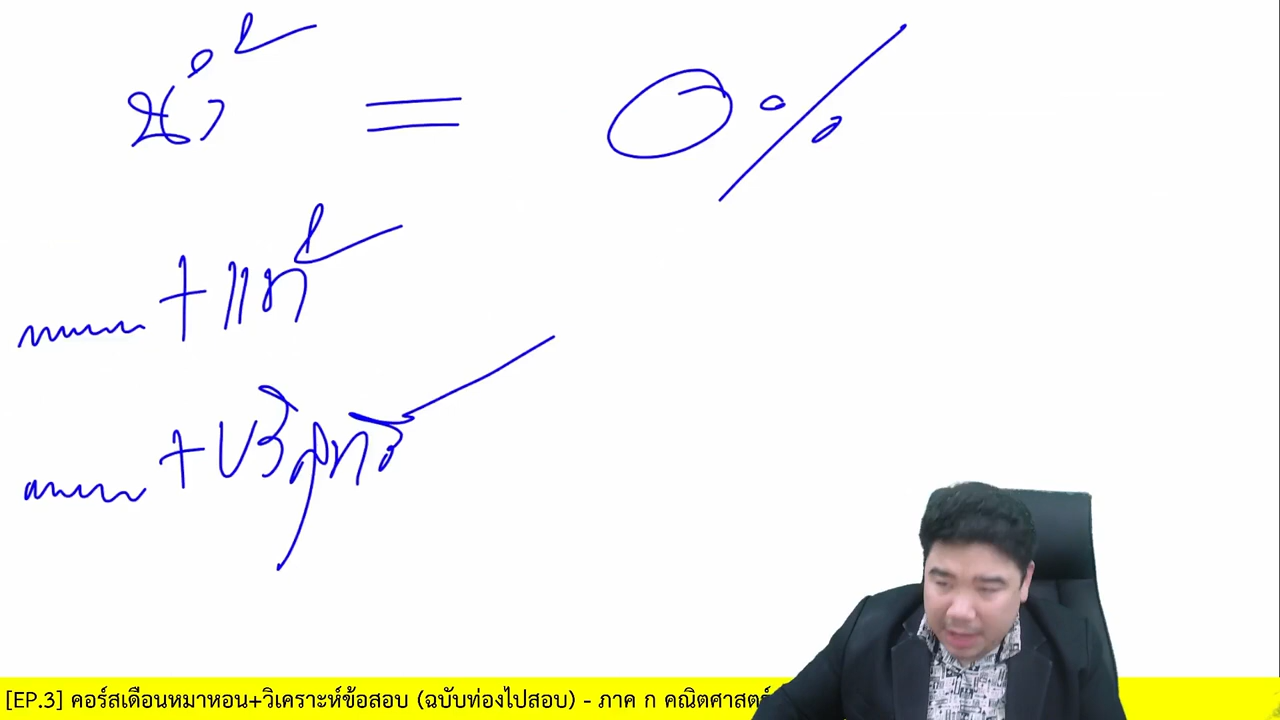 น้ำ = 0%
+ แท้
+ บริสุทธิ์
[EP.3] คอร์สเดือนหมาหอน+วิเคราะห์ข้อสอบ (ฉบับท่องไปสอบ) - ภาค ก คณิตศาสตร์